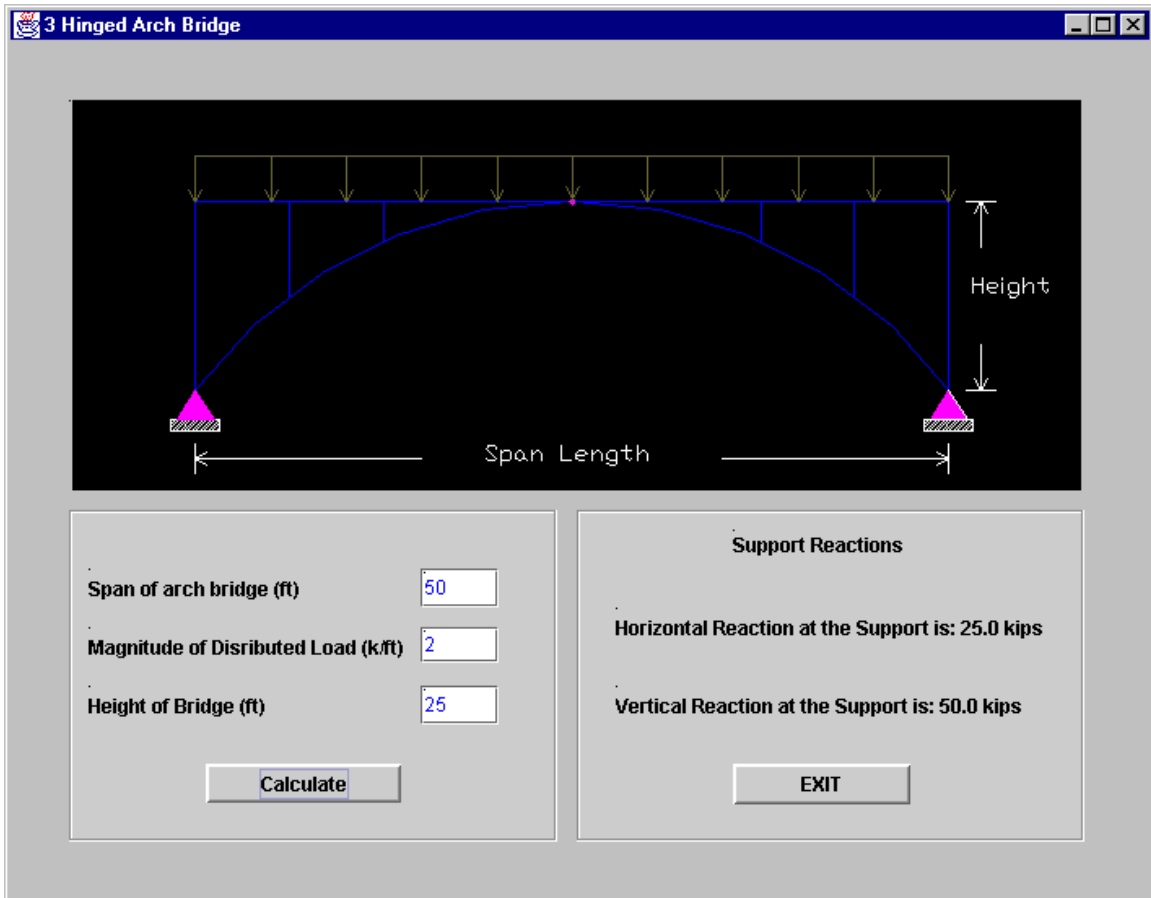 3 Hinged Arch Bridge
Height
Span Length
Span of arch bridge (ft)
50
Magnitude of Disributed Load (k/ft)
2
Height of Bridge (ft)
25
Calculate
Support Reactions
Horizontal Reaction at the Support is: 25.0 kips
Vertical Reaction at the Support is: 50.0 kips
EXIT